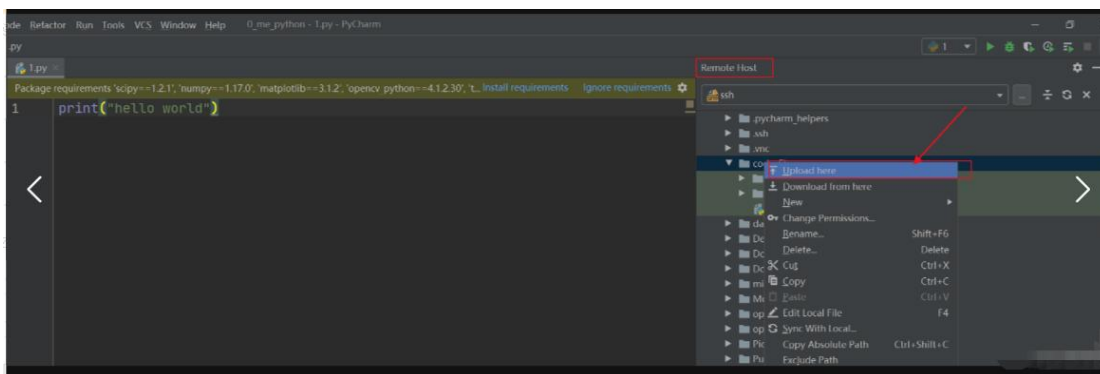 Refactor Run Tools VCS Window Help 0_me_python - 1.py - PyCharm
.py
1
1.py
Remote Host
Package requirements 'scipy==1.2.1', 'numpy==1.17.0', 'matplotlib==3.1.2', 'opencv_python==4.1.2.30', 't... Install requirements Ignore requirements
ssh
1 print("hello world")
.pycharm_helpers
.ssh
.vnc
Upload here
Download from here
New
Change Permissions...
Rename... Shift+F6
Delete... Delete
Cut Ctrl+X
Copy Ctrl+C
Paste Ctrl+V
Edit Local File F4
Sync With Local...
Copy Absolute Path Ctrl+Shift+C
Exclude Path